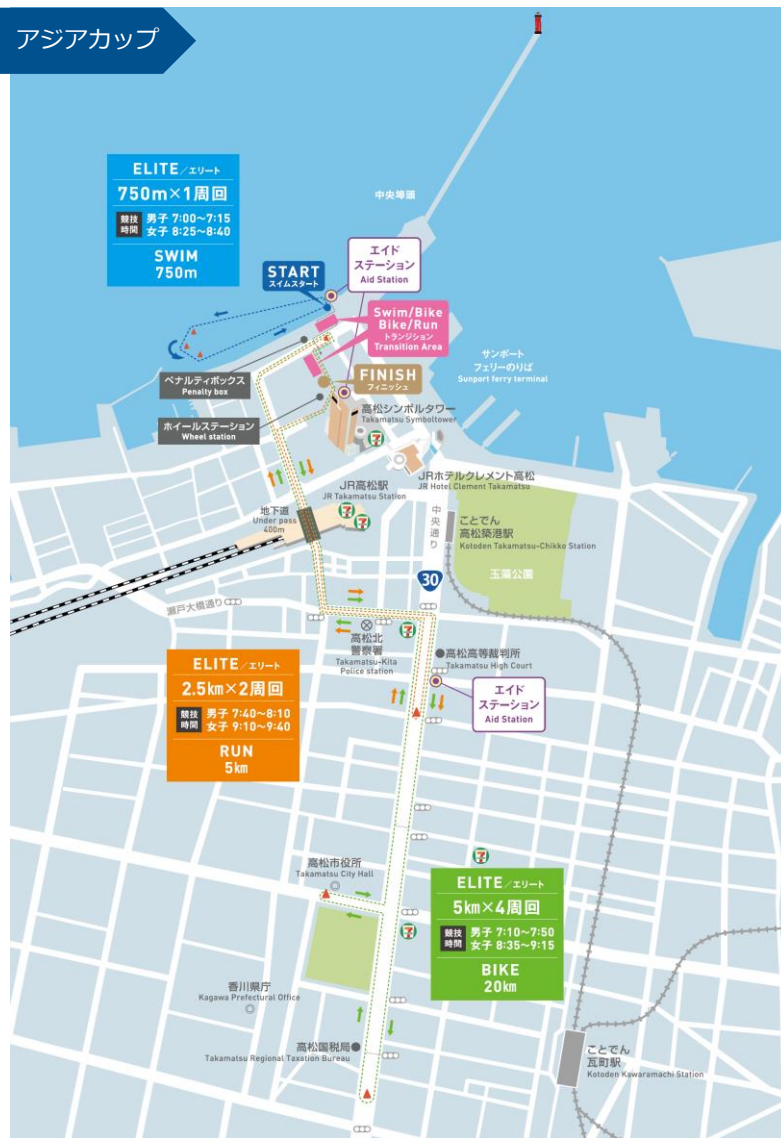 アジアカップ
ELITE/エリート
750m×1周回
競技時間
男子 7:00~7:15
女子 8:25~8:40
SWIM
750m
中央埠頭
START
スイムスタート
エイド
ステーション
Aid Station
Swim/Bike
Bike/Run
トランジション
Transition Area
サンポート
フェリーのりば
Sunport ferry terminal
ペナルティボックス
Penalty box
FINISH
フィニッシュ
ホイールステーション
Wheel station
高松シンボルタワー
Takamatsu Symboltower
7
JRホテルクレメント高松
JR Hotel Clement Takamatsu
JR高松駅
JR Takamatsu Station
7
7
地下道
Under pass
400m
中央通り
ことでん
高松築港駅
Kotoden Takamatsu-Chikko Station
玉藻公園
30
瀬戸大橋通り
高松北
警察署
Takamatsu-Kita
Police station
7
高松高等裁判所
Takamatsu High Court
エイド
ステーション
Aid Station
ELITE/エリート
2.5km×2周回
競技時間
男子 7:40~8:10
女子 9:10~9:40
RUN
5km
7
高松市役所
Takamatsu City Hall
7
ELITE/エリート
5km×4周回
競技時間
男子 7:10~7:50
女子 8:35~9:15
BIKE
20km
香川県庁
Kagawa Prefectural Office
高松国税局
Takamatsu Regional Taxation Bureau
ことでん
瓦町駅
Kotoden Kawaramachi Station